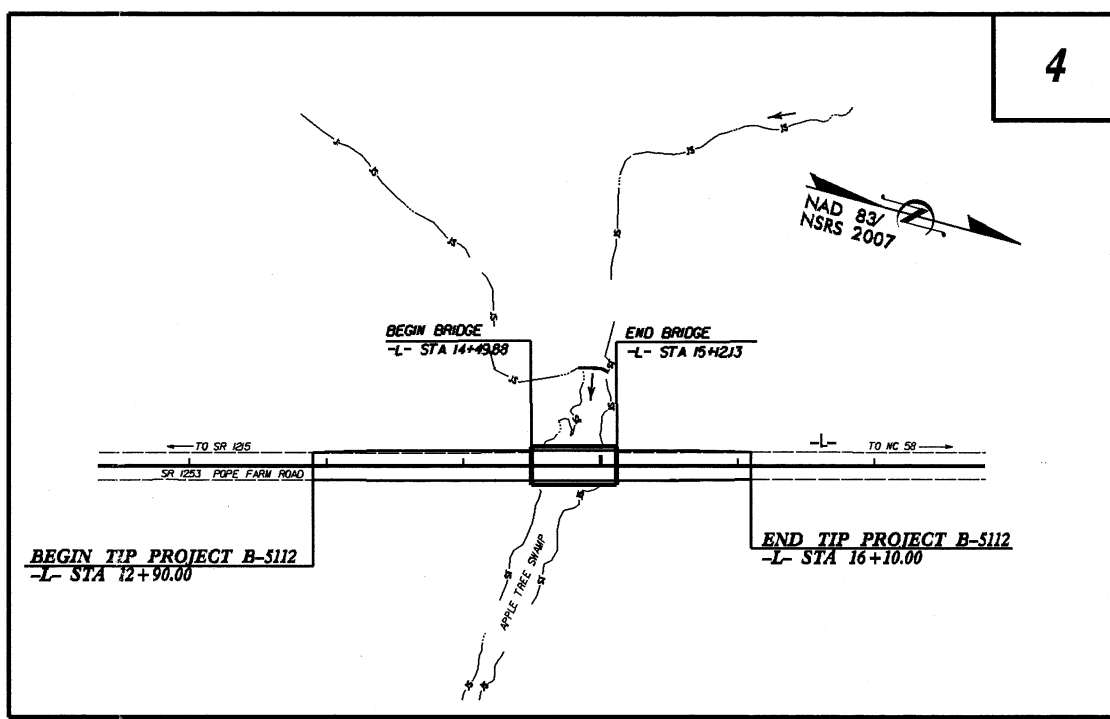 4
NAD 83/
NSRS 2007
BEGIN BRIDGE
-L- STA 14+49.88
END BRIDGE
-L- STA 15+12.13
TO SR 1215
-L-
TO NC 58
SR 1253 POPE FARM ROAD
BEGIN TIP PROJECT B-5112
-L- STA 12+90.00
END TIP PROJECT B-5112
-L- STA 16+10.00
APPLE TREE SWAMP